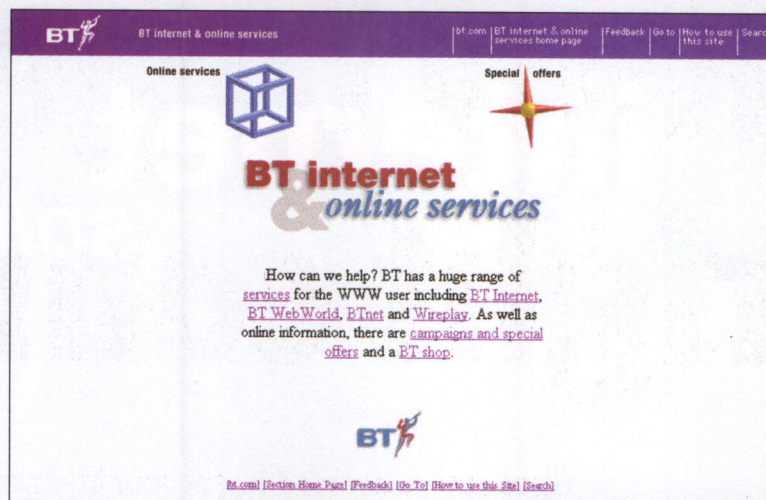 BT
BT internet & online services
bt.com
BT internet & online
services home page
Feedback
Go to
How to use
this site
Searc
Online services
Special offers
BT internet
& online services
How can we help? BT has a huge range of
services for the WWW user including BT Internet,
BT WebWorld, BTnet and Wireplay. As well as
online information, there are campaigns and special
offers and a BT shop.
BT
[bt.com] [Section Home Page] [Feedback] [Go To] [How to use this Site] [Search]